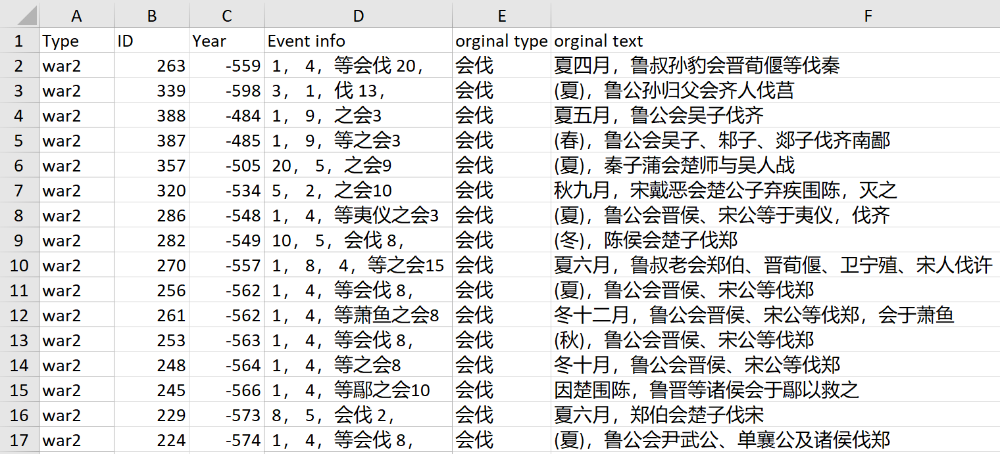 A B C D E F
1 Type ID Year Event info orginal type orginal text
2 war2 263 -559 1， 4，等会伐 20， 会伐 夏四月，鲁叔孙豹会晋荀偃等伐秦
3 war2 339 -598 3， 1，伐 13， 会伐 (夏)，鲁公孙归父会齐人伐莒
4 war2 388 -484 1， 9，之会3 会伐 夏五月，鲁公会吴子伐齐
5 war2 387 -485 1， 9，等之会3 会伐 (春)，鲁公会吴子、邾子、郯子伐齐南鄙
6 war2 357 -505 20， 5，之会9 会伐 (夏)，秦子蒲会楚师与吴人战
7 war2 320 -534 5， 2，之会10 会伐 秋九月，宋戴恶会楚公子弃疾围陈，灭之
8 war2 286 -548 1， 4，等夷仪之会3 会伐 (夏)，鲁公会晋侯、宋公等于夷仪，伐齐
9 war2 282 -549 10， 5，会伐 8， 会伐 (冬)，陈侯会楚子伐郑
10 war2 270 -557 1， 8， 4，等之会15 会伐 夏六月，鲁叔老会郑伯、晋荀偃、卫宁殖、宋人伐许
11 war2 256 -562 1， 4，等会伐 8， 会伐 (夏)，鲁公会晋侯、宋公等伐郑
12 war2 261 -562 1， 4，等萧鱼之会8 会伐 冬十二月，鲁公会晋侯、宋公等伐郑，会于萧鱼
13 war2 253 -563 1， 4，等会伐 8， 会伐 (秋)，鲁公会晋侯、宋公等伐郑
14 war2 248 -564 1， 4，等之会8 会伐 冬十月，鲁公会晋侯、宋公等伐郑
15 war2 245 -566 1， 4，等鄬之会10 会伐 因楚围陈，鲁晋等诸侯会于鄬以救之
16 war2 229 -573 8， 5，会伐 2， 会伐 夏六月，郑伯会楚子伐宋
17 war2 224 -574 1， 4，等会伐 8， 会伐 (夏)，鲁公会尹武公、单襄公及诸侯伐郑